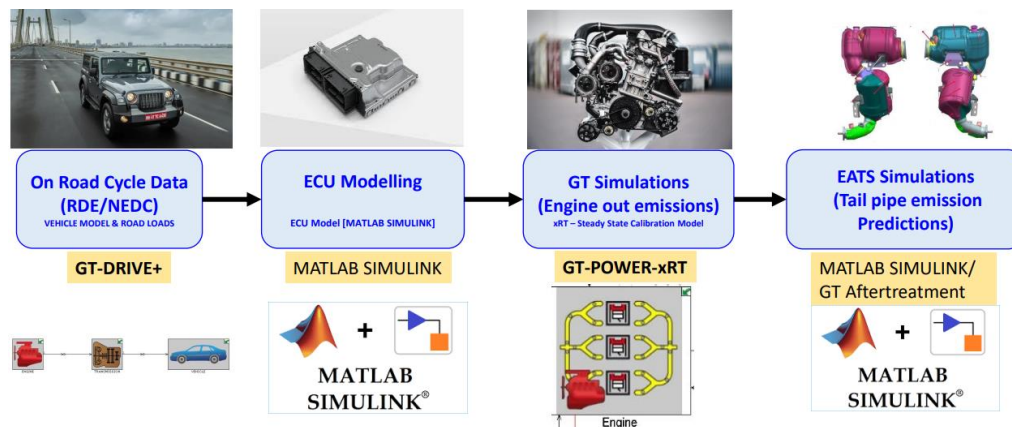 On Road Cycle Data
(RDE/NEDC)
VEHICLE MODEL & ROAD LOADS
GT-DRIVE+
ECU Modelling
ECU Model [MATLAB SIMULINK]
MATLAB SIMULINK
+
MATLAB
SIMULINK®
GT Simulations
(Engine out emissions)
xRT – Steady State Calibration Model
GT-POWER-xRT
Engine
EATS Simulations
(Tail pipe emission
Predictions)
MATLAB SIMULINK/
GT Aftertreatment
+
MATLAB
SIMULINK®